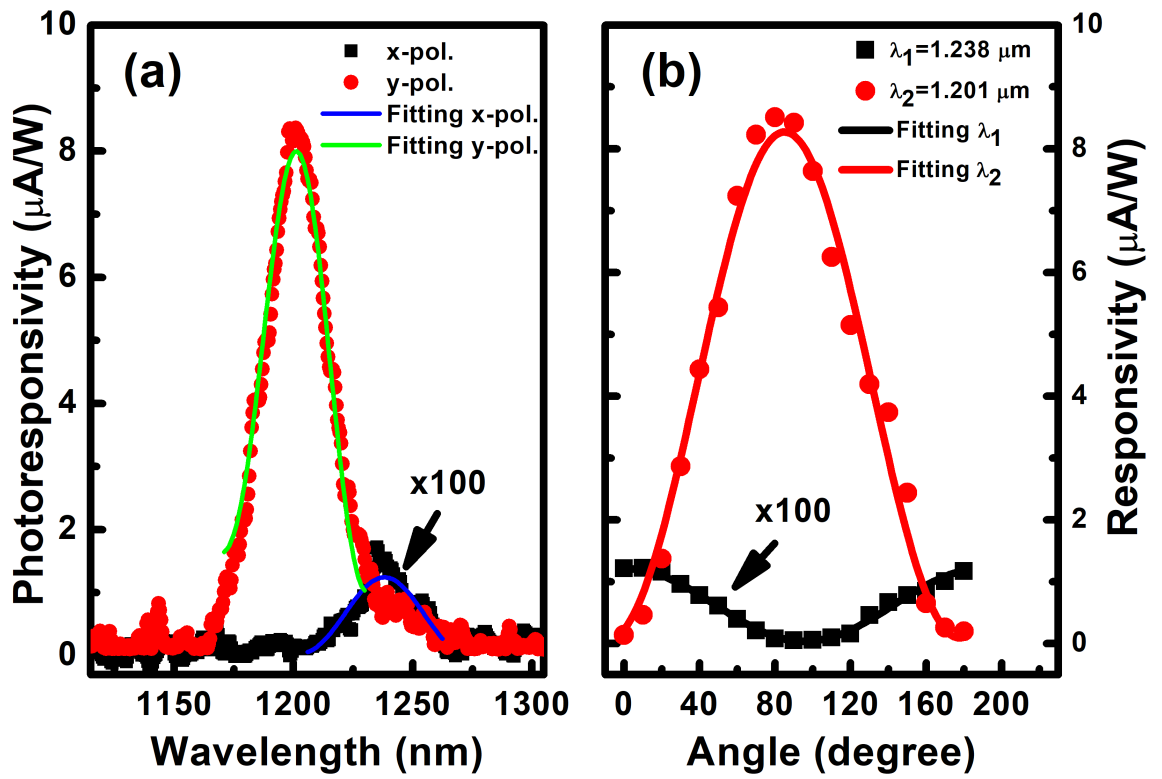 (a)
x-pol.
y-pol.
Fitting x-pol.
Fitting y-pol.
x100
10
8
6
4
2
0
Photoresponsivity (μA/W)
1150 1200 1250 1300
Wavelength (nm)
(b)
λ1=1.238 μm
λ2=1.201 μm
Fitting λ1
Fitting λ2
x100
10
8
6
4
2
0
Responsivity (μA/W)
0 40 80 120 160 200
Angle (degree)